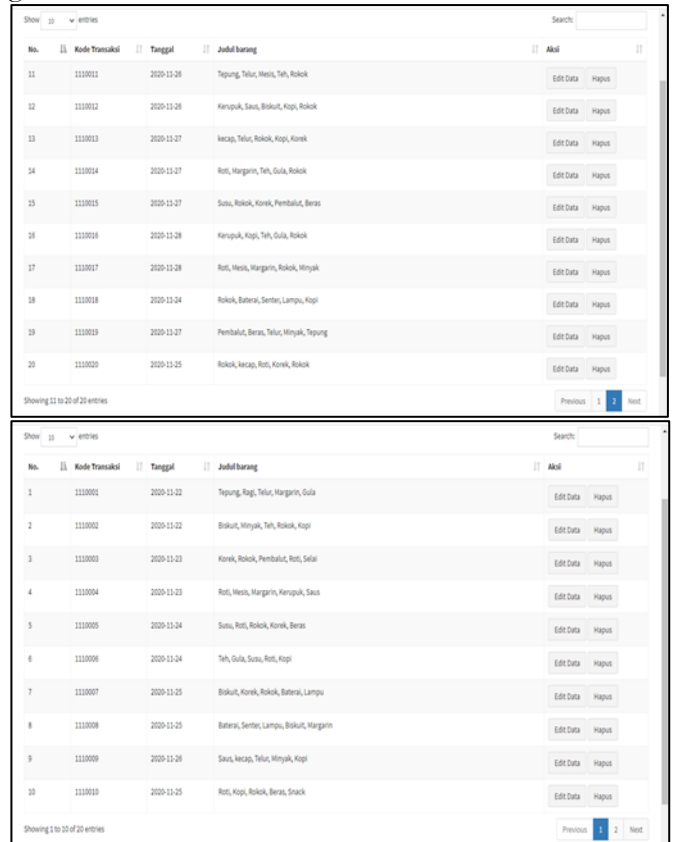 Show 10 entries Search:
No. Kode Transaksi Tanggal Judul barang Aksi
11 1110011 2020-11-26 Tepung, Telur, Mesis, Teh, Rokok Edit Data Hapus
12 1110012 2020-11-26 Kerupuk, Saus, Biskuit, Kopi, Rokok Edit Data Hapus
13 1110013 2020-11-27 kecap, Telur, Rokok, Kopi, Korek Edit Data Hapus
14 1110014 2020-11-27 Roti, Margarin, Teh, Gula, Rokok Edit Data Hapus
15 1110015 2020-11-27 Susu, Rokok, Korek, Pembalut, Beras Edit Data Hapus
16 1110016 2020-11-28 Kerupuk, Kopi, Teh, Gula, Rokok Edit Data Hapus
17 1110017 2020-11-28 Roti, Mesis, Margarin, Rokok, Minyak Edit Data Hapus
18 1110018 2020-11-24 Rokok, Baterai, Senter, Lampu, Kopi Edit Data Hapus
19 1110019 2020-11-27 Pembalut, Beras, Telur, Minyak, Tepung Edit Data Hapus
20 1110020 2020-11-25 Rokok, kecap, Roti, Korek, Rokok Edit Data Hapus
Showing 11 to 20 of 20 entries Previous 1 2 Next
Show 10 entries Search:
No. Kode Transaksi Tanggal Judul barang Aksi
1 1110001 2020-11-22 Tepung, Ragi, Telur, Margarin, Gula Edit Data Hapus
2 1110002 2020-11-22 Biskuit, Minyak, Teh, Rokok, Kopi Edit Data Hapus
3 1110003 2020-11-23 Korek, Rokok, Pembalut, Roti, Selai Edit Data Hapus
4 1110004 2020-11-23 Roti, Mesis, Margarin, Kerupuk, Saus Edit Data Hapus
5 1110005 2020-11-24 Susu, Roti, Rokok, Korek, Beras Edit Data Hapus
6 1110006 2020-11-24 Teh, Gula, Susu, Roti, Kopi Edit Data Hapus
7 1110007 2020-11-25 Biskuit, Korek, Rokok, Baterai, Lampu Edit Data Hapus
8 1110008 2020-11-25 Baterai, Senter, Lampu, Biskuit, Margarin Edit Data Hapus
9 1110009 2020-11-26 Saus, kecap, Telur, Minyak, Kopi Edit Data Hapus
10 1110010 2020-11-25 Roti, Kopi, Rokok, Beras, Snack Edit Data Hapus
Showing 1 to 10 of 20 entries Previous 1 2 Next